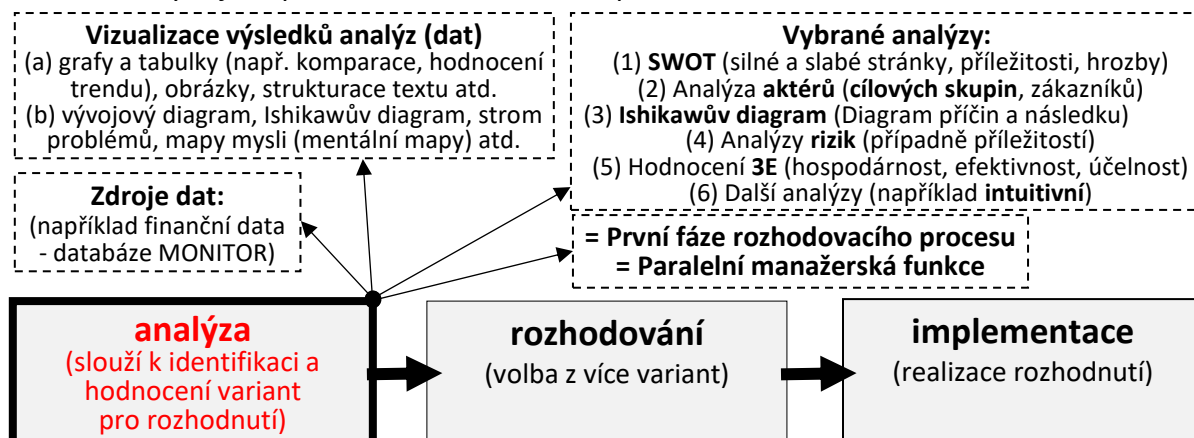 Vizualizace výsledků analýz (dat)
(a) grafy a tabulky (např. komparace, hodnocení
trendu), obrázky, strukturace textu atd.
(b) vývojový diagram, Ishikawův diagram, strom
problémů, mapy mysli (mentální mapy) atd.
Vybrané analýzy:
(1) SWOT (silné a slabé stránky, příležitosti, hrozby)
(2) Analýza aktérů (cílových skupin, zákazníků)
(3) Ishikawův diagram (Diagram příčin a následku)
(4) Analýzy rizik (případně příležitostí)
(5) Hodnocení 3E (hospodárnost, efektivnost, účelnost)
(6) Další analýzy (například intuitivní)
Zdroje dat:
(například finanční data
- databáze MONITOR)
= První fáze rozhodovacího procesu
= Paralelní manažerská funkce
analýza
(slouží k identifikaci a
hodnocení variant
pro rozhodnutí)
rozhodování
(volba z více variant)
implementace
(realizace rozhodnutí)